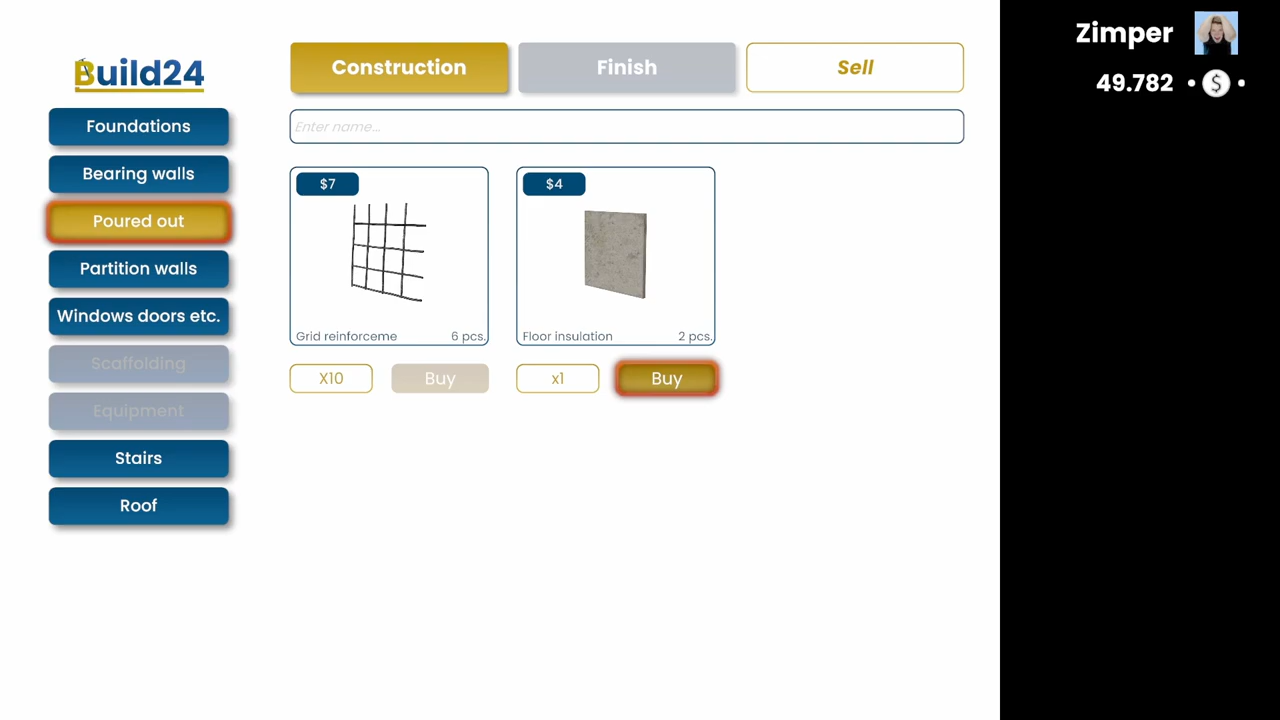 Build24
Construction
Finish
Sell
Zimper
49.782
$
Enter name...
Foundations
Bearing walls
Poured out
Partition walls
Windows doors etc.
Scaffolding
Equipment
Stairs
Roof
$7
Grid reinforceme
6 pcs.
X10
Buy
$4
Floor insulation
2 pcs.
x1
Buy